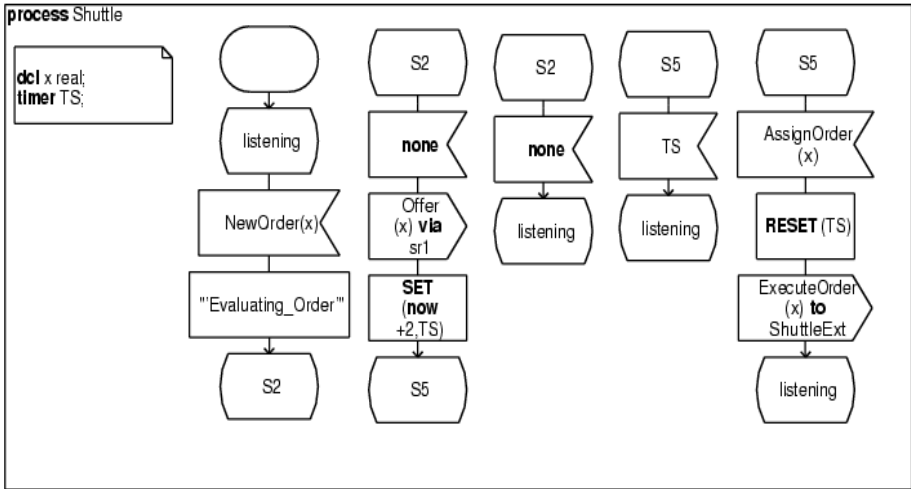 process Shuttle
dcl x real;
timer TS;
listening
NewOrder(x)
"'Evaluating_Order'"
S2
S2
none
Offer
(x) via
sr1
SET
(now
+2,TS)
S5
S2
none
listening
S5
TS
listening
S5
AssignOrder
(x)
RESET (TS)
ExecuteOrder
(x) to
ShuttleExt
listening